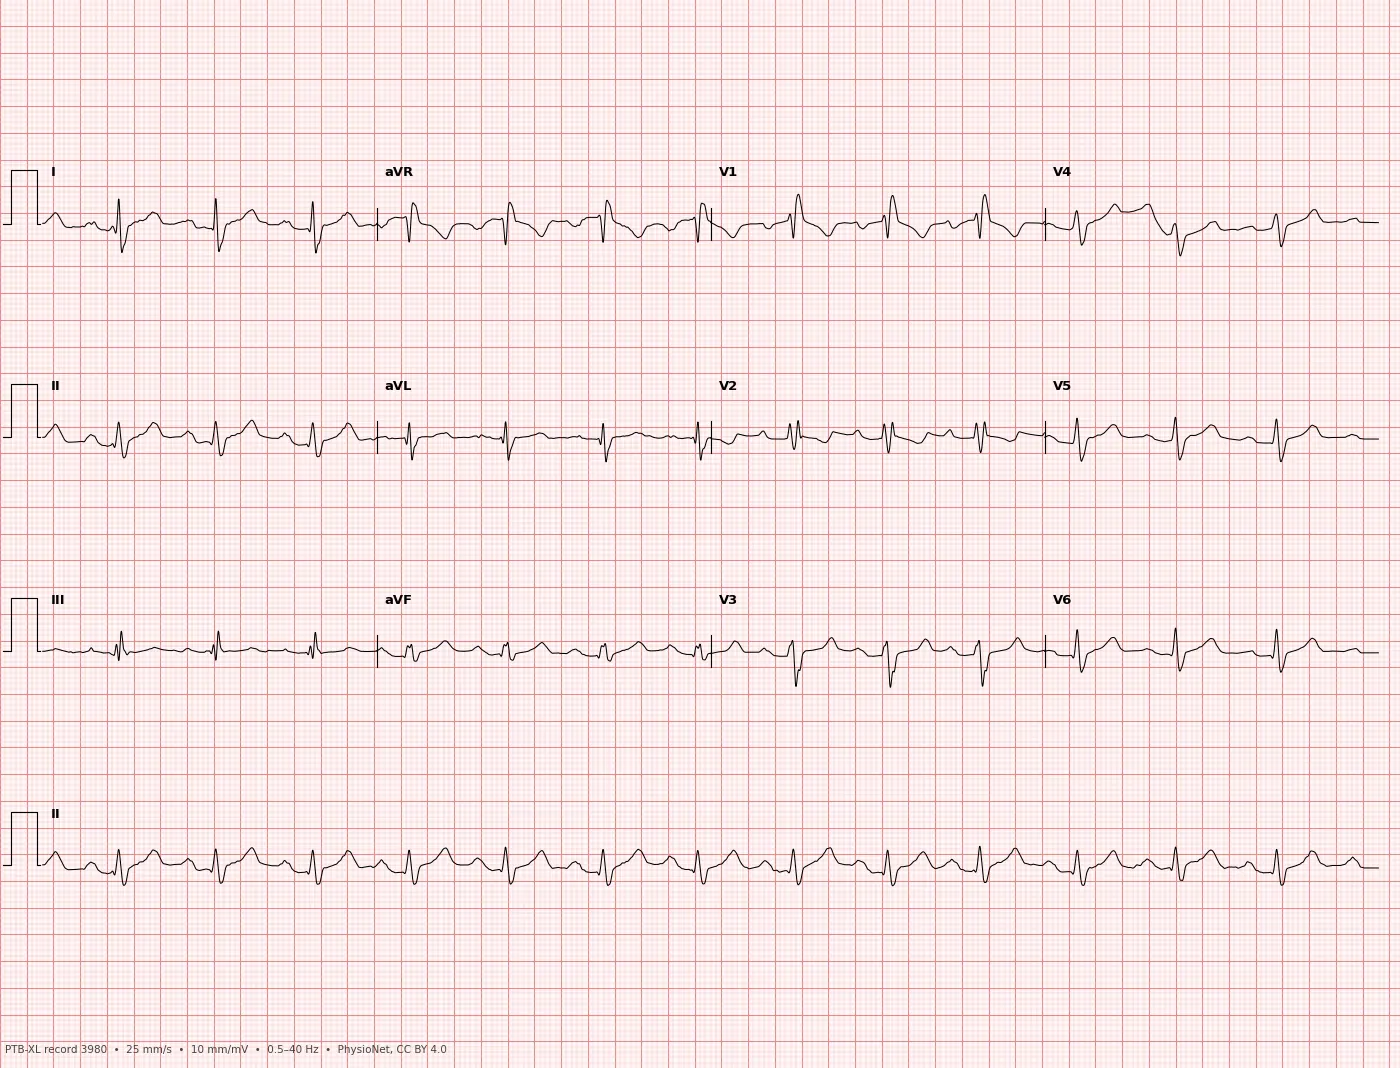 I aVR V1 V4
II aVL V2 V5
III aVF V3 V6
II
PTB-XL record 3980 • 25 mm/s • 10 mm/mV • 0.5–40 Hz • PhysioNet, CC BY 4.0